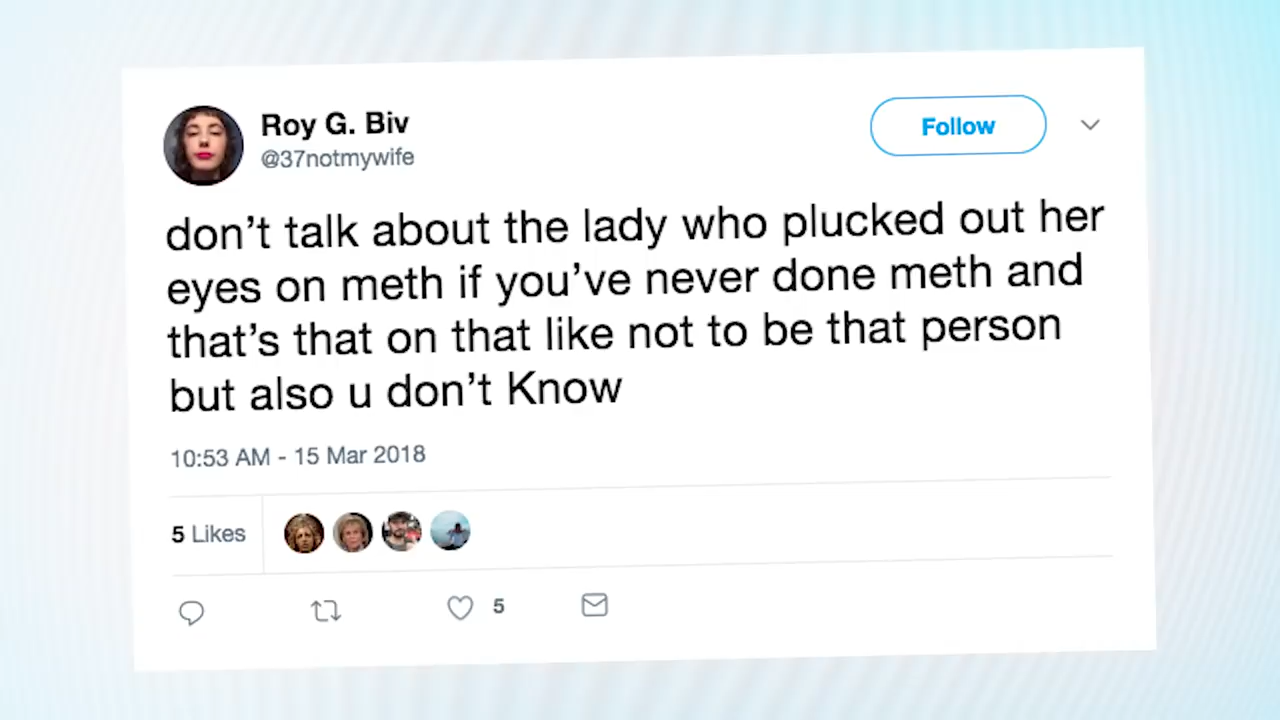 Roy G. Biv
@37notmywife
Follow
don’t talk about the lady who plucked out her
eyes on meth if you’ve never done meth and
that’s that on that like not to be that person
but also u don’t Know
10:53 AM - 15 Mar 2018
5 Likes
5